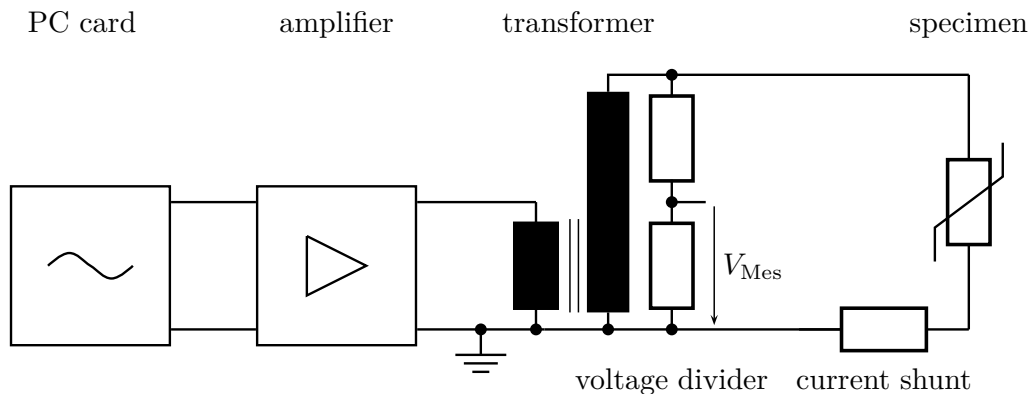 PC card
amplifier
transformer
specimen
V_Mes
voltage divider
current shunt